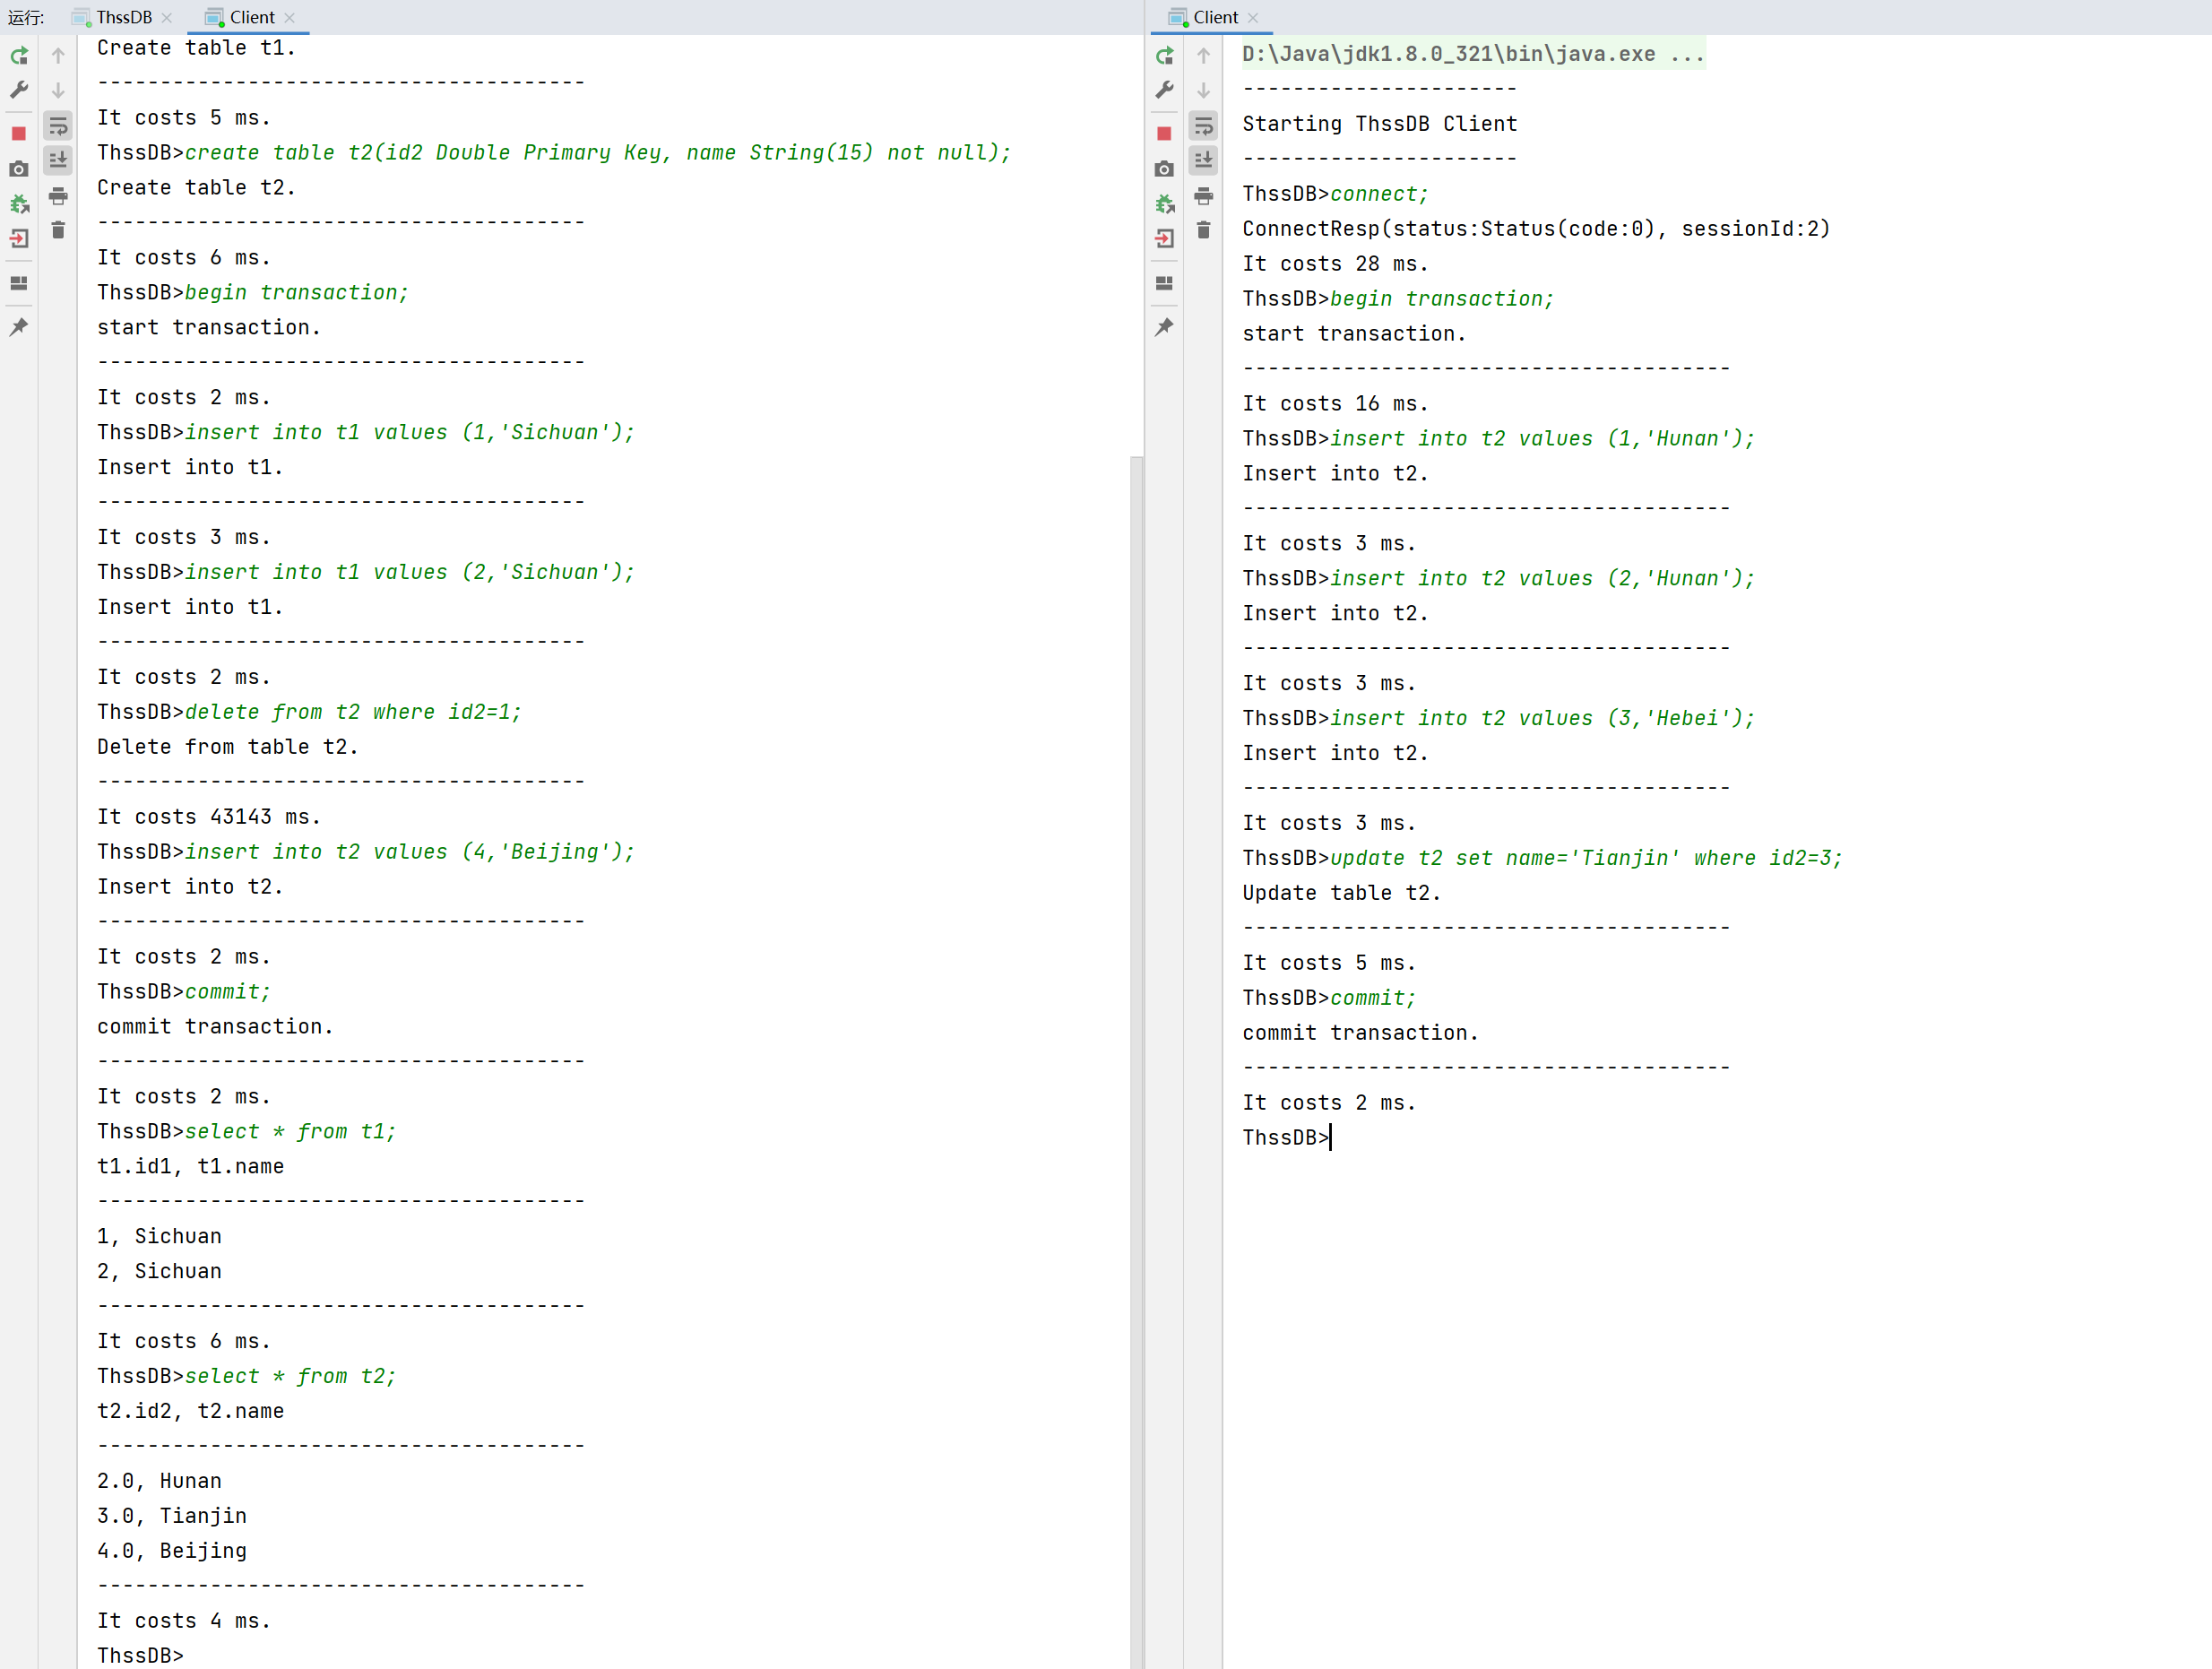 运行: ThssDB Client
Create table t1.
---------------------------------------
It costs 5 ms.
ThssDB>create table t2(id2 Double Primary Key, name String(15) not null);
Create table t2.
---------------------------------------
It costs 6 ms.
ThssDB>begin transaction;
start transaction.
---------------------------------------
It costs 2 ms.
ThssDB>insert into t1 values (1,'Sichuan');
Insert into t1.
---------------------------------------
It costs 3 ms.
ThssDB>insert into t1 values (2,'Sichuan');
Insert into t1.
---------------------------------------
It costs 2 ms.
ThssDB>delete from t2 where id2=1;
Delete from table t2.
---------------------------------------
It costs 43143 ms.
ThssDB>insert into t2 values (4,'Beijing');
Insert into t2.
---------------------------------------
It costs 2 ms.
ThssDB>commit;
commit transaction.
---------------------------------------
It costs 2 ms.
ThssDB>select * from t1;
t1.id1, t1.name
---------------------------------------
1, Sichuan
2, Sichuan
---------------------------------------
It costs 6 ms.
ThssDB>select * from t2;
t2.id2, t2.name
---------------------------------------
2.0, Hunan
3.0, Tianjin
4.0, Beijing
---------------------------------------
It costs 4 ms.
ThssDB>
Client
D:\Java\jdk1.8.0_321\bin\java.exe ...
----------------------
Starting ThssDB Client
----------------------
ThssDB>connect;
ConnectResp(status:Status(code:0), sessionId:2)
It costs 28 ms.
ThssDB>begin transaction;
start transaction.
---------------------------------------
It costs 16 ms.
ThssDB>insert into t2 values (1,'Hunan');
Insert into t2.
---------------------------------------
It costs 3 ms.
ThssDB>insert into t2 values (2,'Hunan');
Insert into t2.
---------------------------------------
It costs 3 ms.
ThssDB>insert into t2 values (3,'Hebei');
Insert into t2.
---------------------------------------
It costs 3 ms.
ThssDB>update t2 set name='Tianjin' where id2=3;
Update table t2.
---------------------------------------
It costs 5 ms.
ThssDB>commit;
commit transaction.
---------------------------------------
It costs 2 ms.
ThssDB>